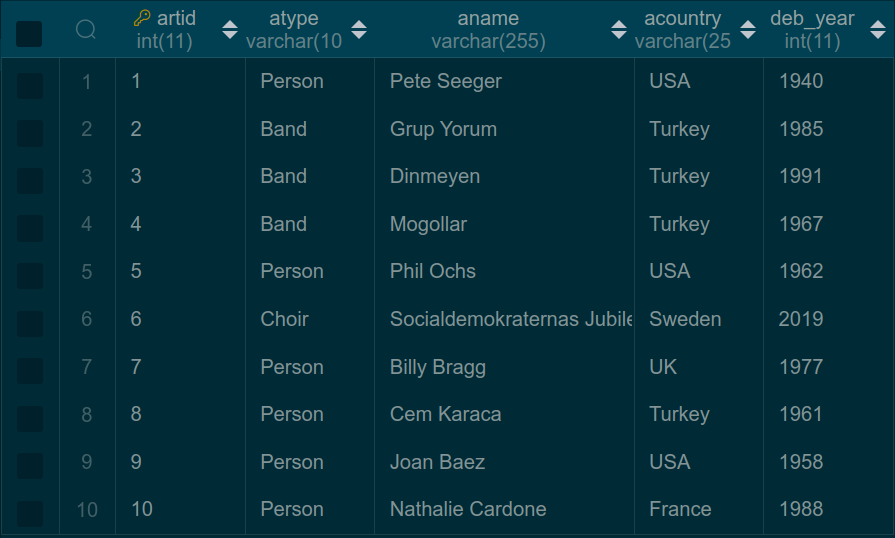 artid atype aname acountry deb_year
int(11) varchar(10 varchar(255) varchar(25 int(11)
1 1 Person Pete Seeger USA 1940
2 2 Band Grup Yorum Turkey 1985
3 3 Band Dinmeyen Turkey 1991
4 4 Band Mogollar Turkey 1967
5 5 Person Phil Ochs USA 1962
6 6 Choir Socialdemokraternas Jubile Sweden 2019
7 7 Person Billy Bragg UK 1977
8 8 Person Cem Karaca Turkey 1961
9 9 Person Joan Baez USA 1958
10 10 Person Nathalie Cardone France 1988